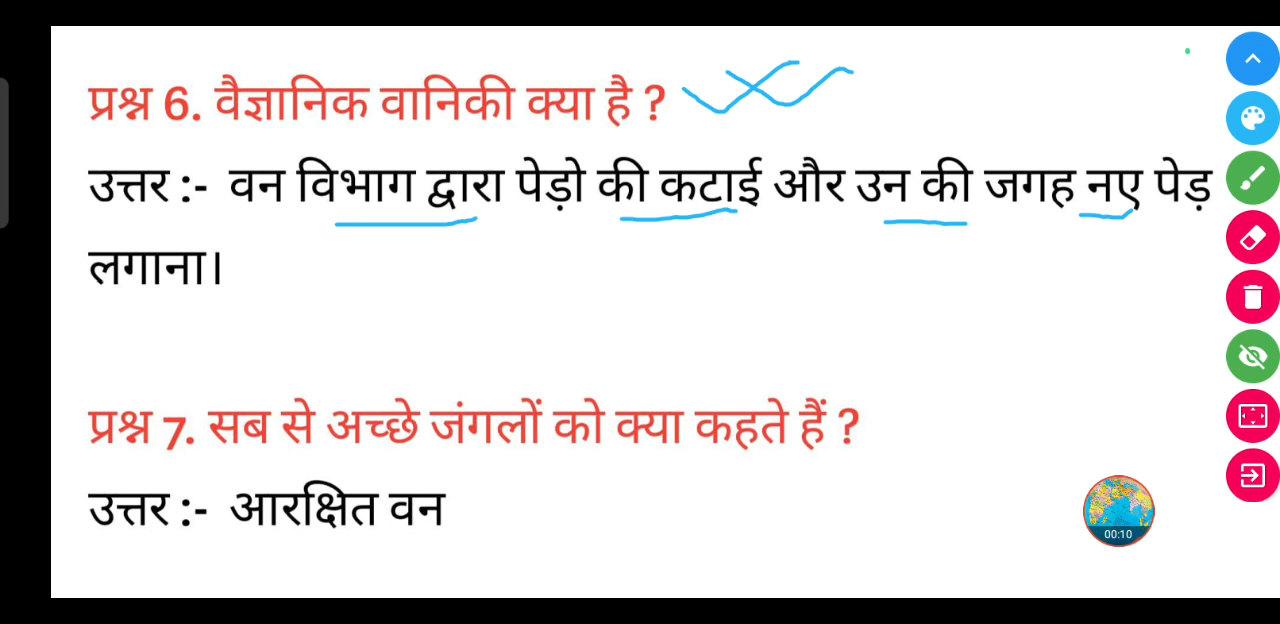 प्रश्न 6. वैज्ञानिक वानिकी क्या है ?
उत्तर :- वन विभाग द्वारा पेड़ो की कटाई और उन की जगह नए पेड़
लगाना।
प्रश्न 7. सब से अच्छे जंगलों को क्या कहते हैं ?
उत्तर :- आरक्षित वन
00:10